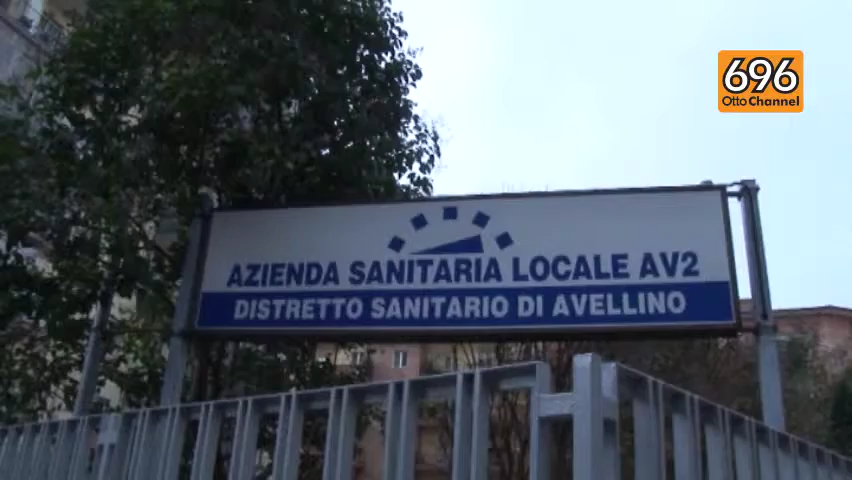 696
Otto Channel
AZIENDA SANITARIA LOCALE AV2
DISTRETTO SANITARIO DI AVELLINO